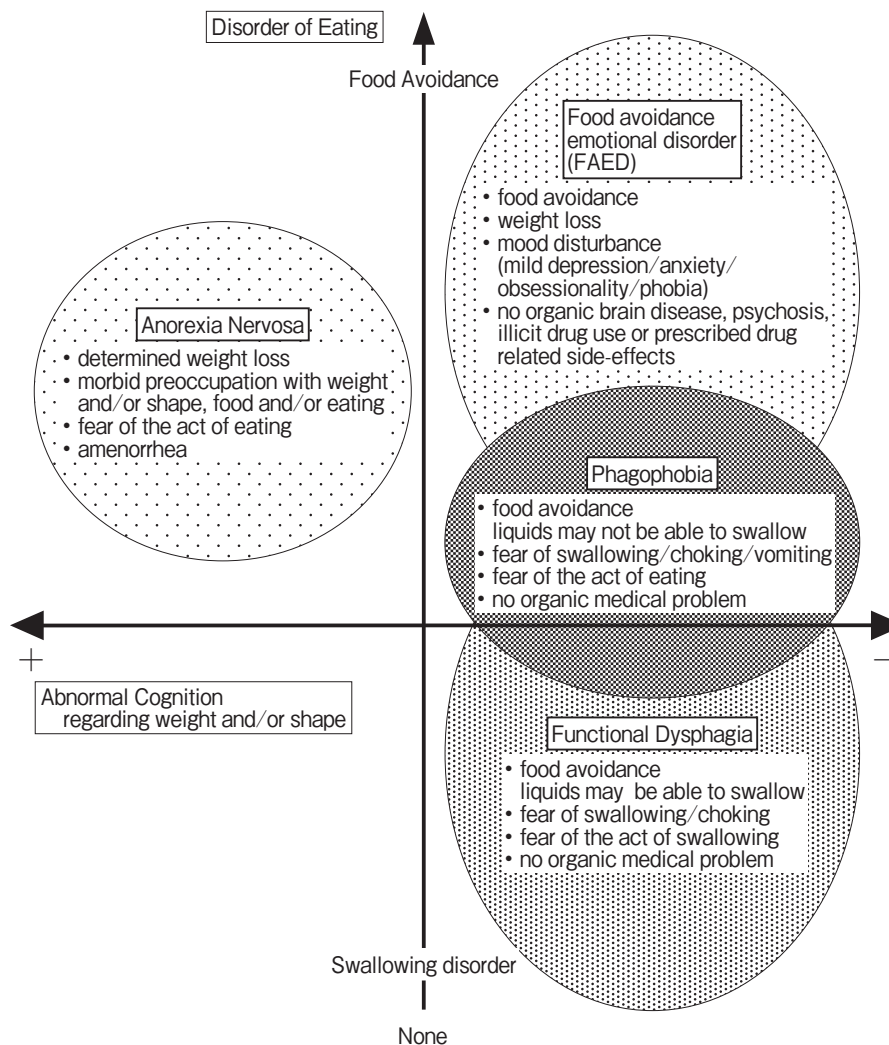 Disorder of Eating
Food Avoidance
Food avoidance
emotional disorder
(FAED)
• food avoidance
• weight loss
• mood disturbance
(mild depression/anxiety/
obsessionality/phobia)
• no organic brain disease, psychosis,
illicit drug use or prescribed drug
related side-effects
Anorexia Nervosa
• determined weight loss
• morbid preoccupation with weight
and/or shape, food and/or eating
• fear of the act of eating
• amenorrhea
Phagophobia
• food avoidance
liquids may not be able to swallow
• fear of swallowing/choking/vomiting
• fear of the act of eating
• no organic medical problem
+
−
Abnormal Cognition
regarding weight and/or shape
Functional Dysphagia
• food avoidance
liquids may be able to swallow
• fear of swallowing/choking
• fear of the act of swallowing
• no organic medical problem
Swallowing disorder
None